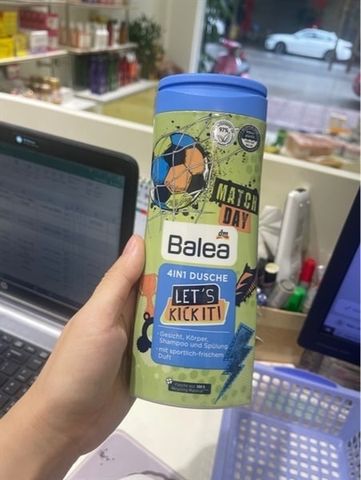 MATCH
DAY
dm
Balea
4IN1 DUSCHE
LET'S
KICK IT!
· Gesicht, Körper,
Shampoo und Spülung
· mit sportlich-frischem
Duft